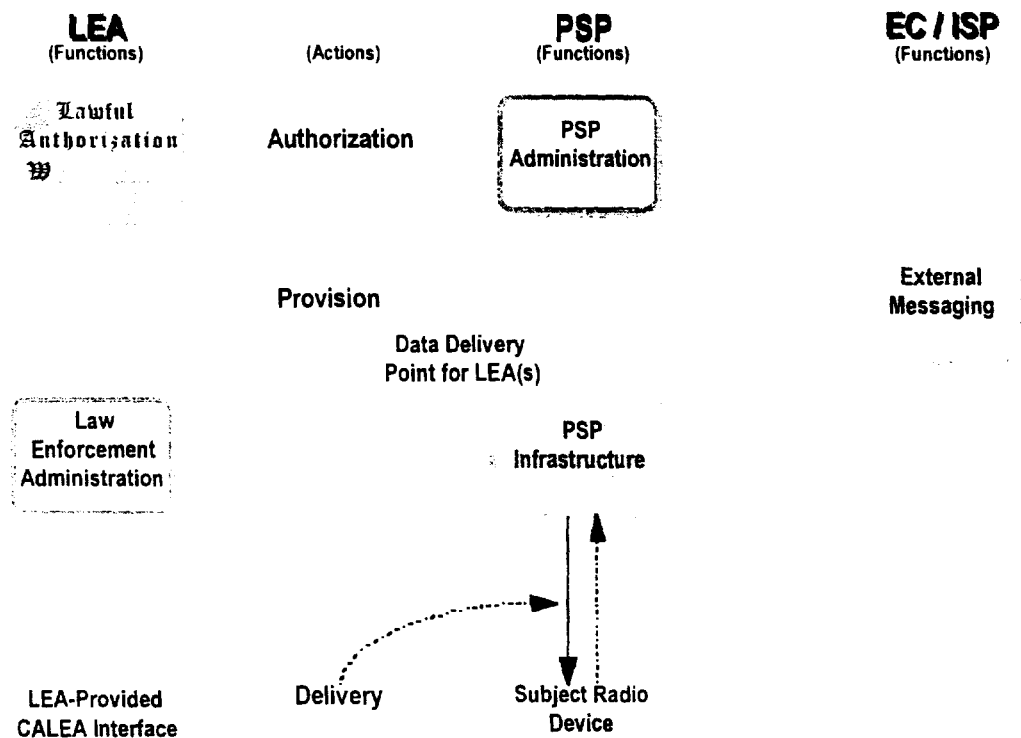 LEA
(Functions)
(Actions)
PSP
(Functions)
EC / ISP
(Functions)
Lawful
Authorization
W
Authorization
PSP
Administration
Provision
External
Messaging
Data Delivery
Point for LEA(s)
Law
Enforcement
Administration
PSP
Infrastructure
LEA-Provided
CALEA Interface
Delivery
Subject Radio
Device